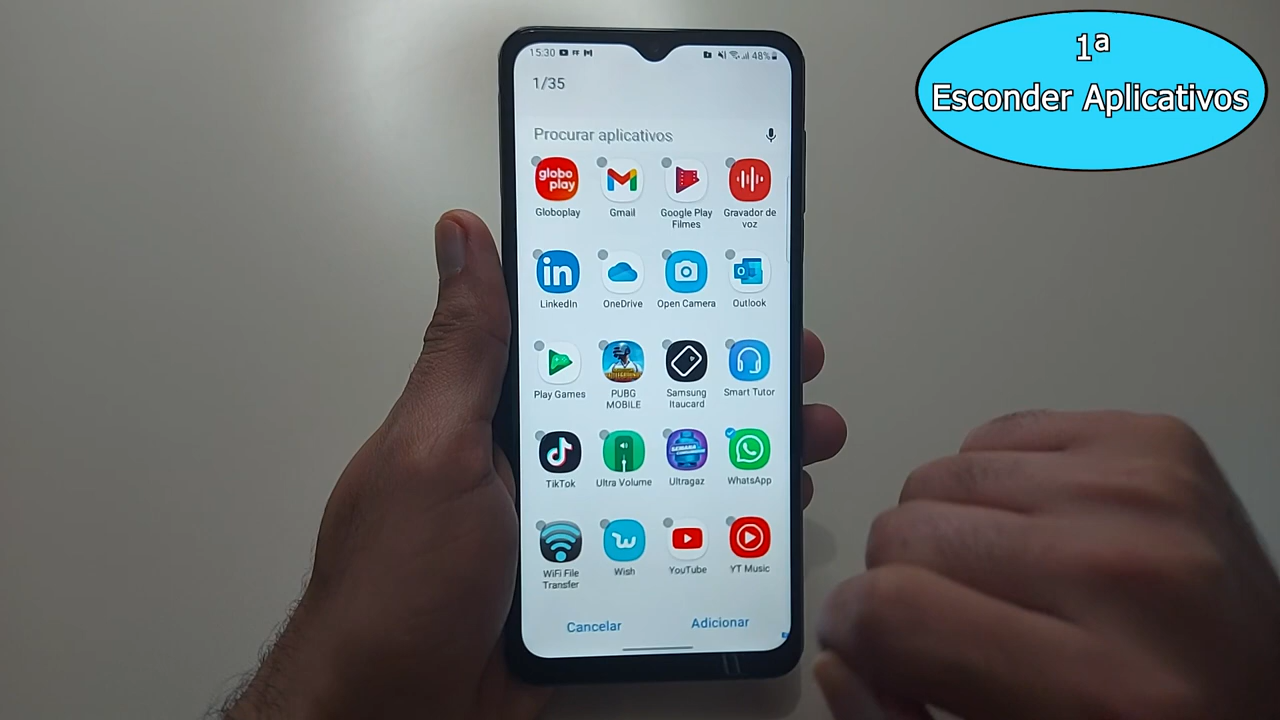 1ª
Esconder Aplicativos
15:30
48%
1/35
Procurar aplicativos
globo
play
Globoplay
Gmail
Google Play
Filmes
Gravador de
voz
in
LinkedIn
OneDrive
Open Camera
Outlook
Play Games
PUBG
MOBILE
Samsung
Itaucard
Smart Tutor
TikTok
Ultra Volume
Ultragaz
WhatsApp
WiFi File
Transfer
Wish
YouTube
YT Music
Cancelar
Adicionar